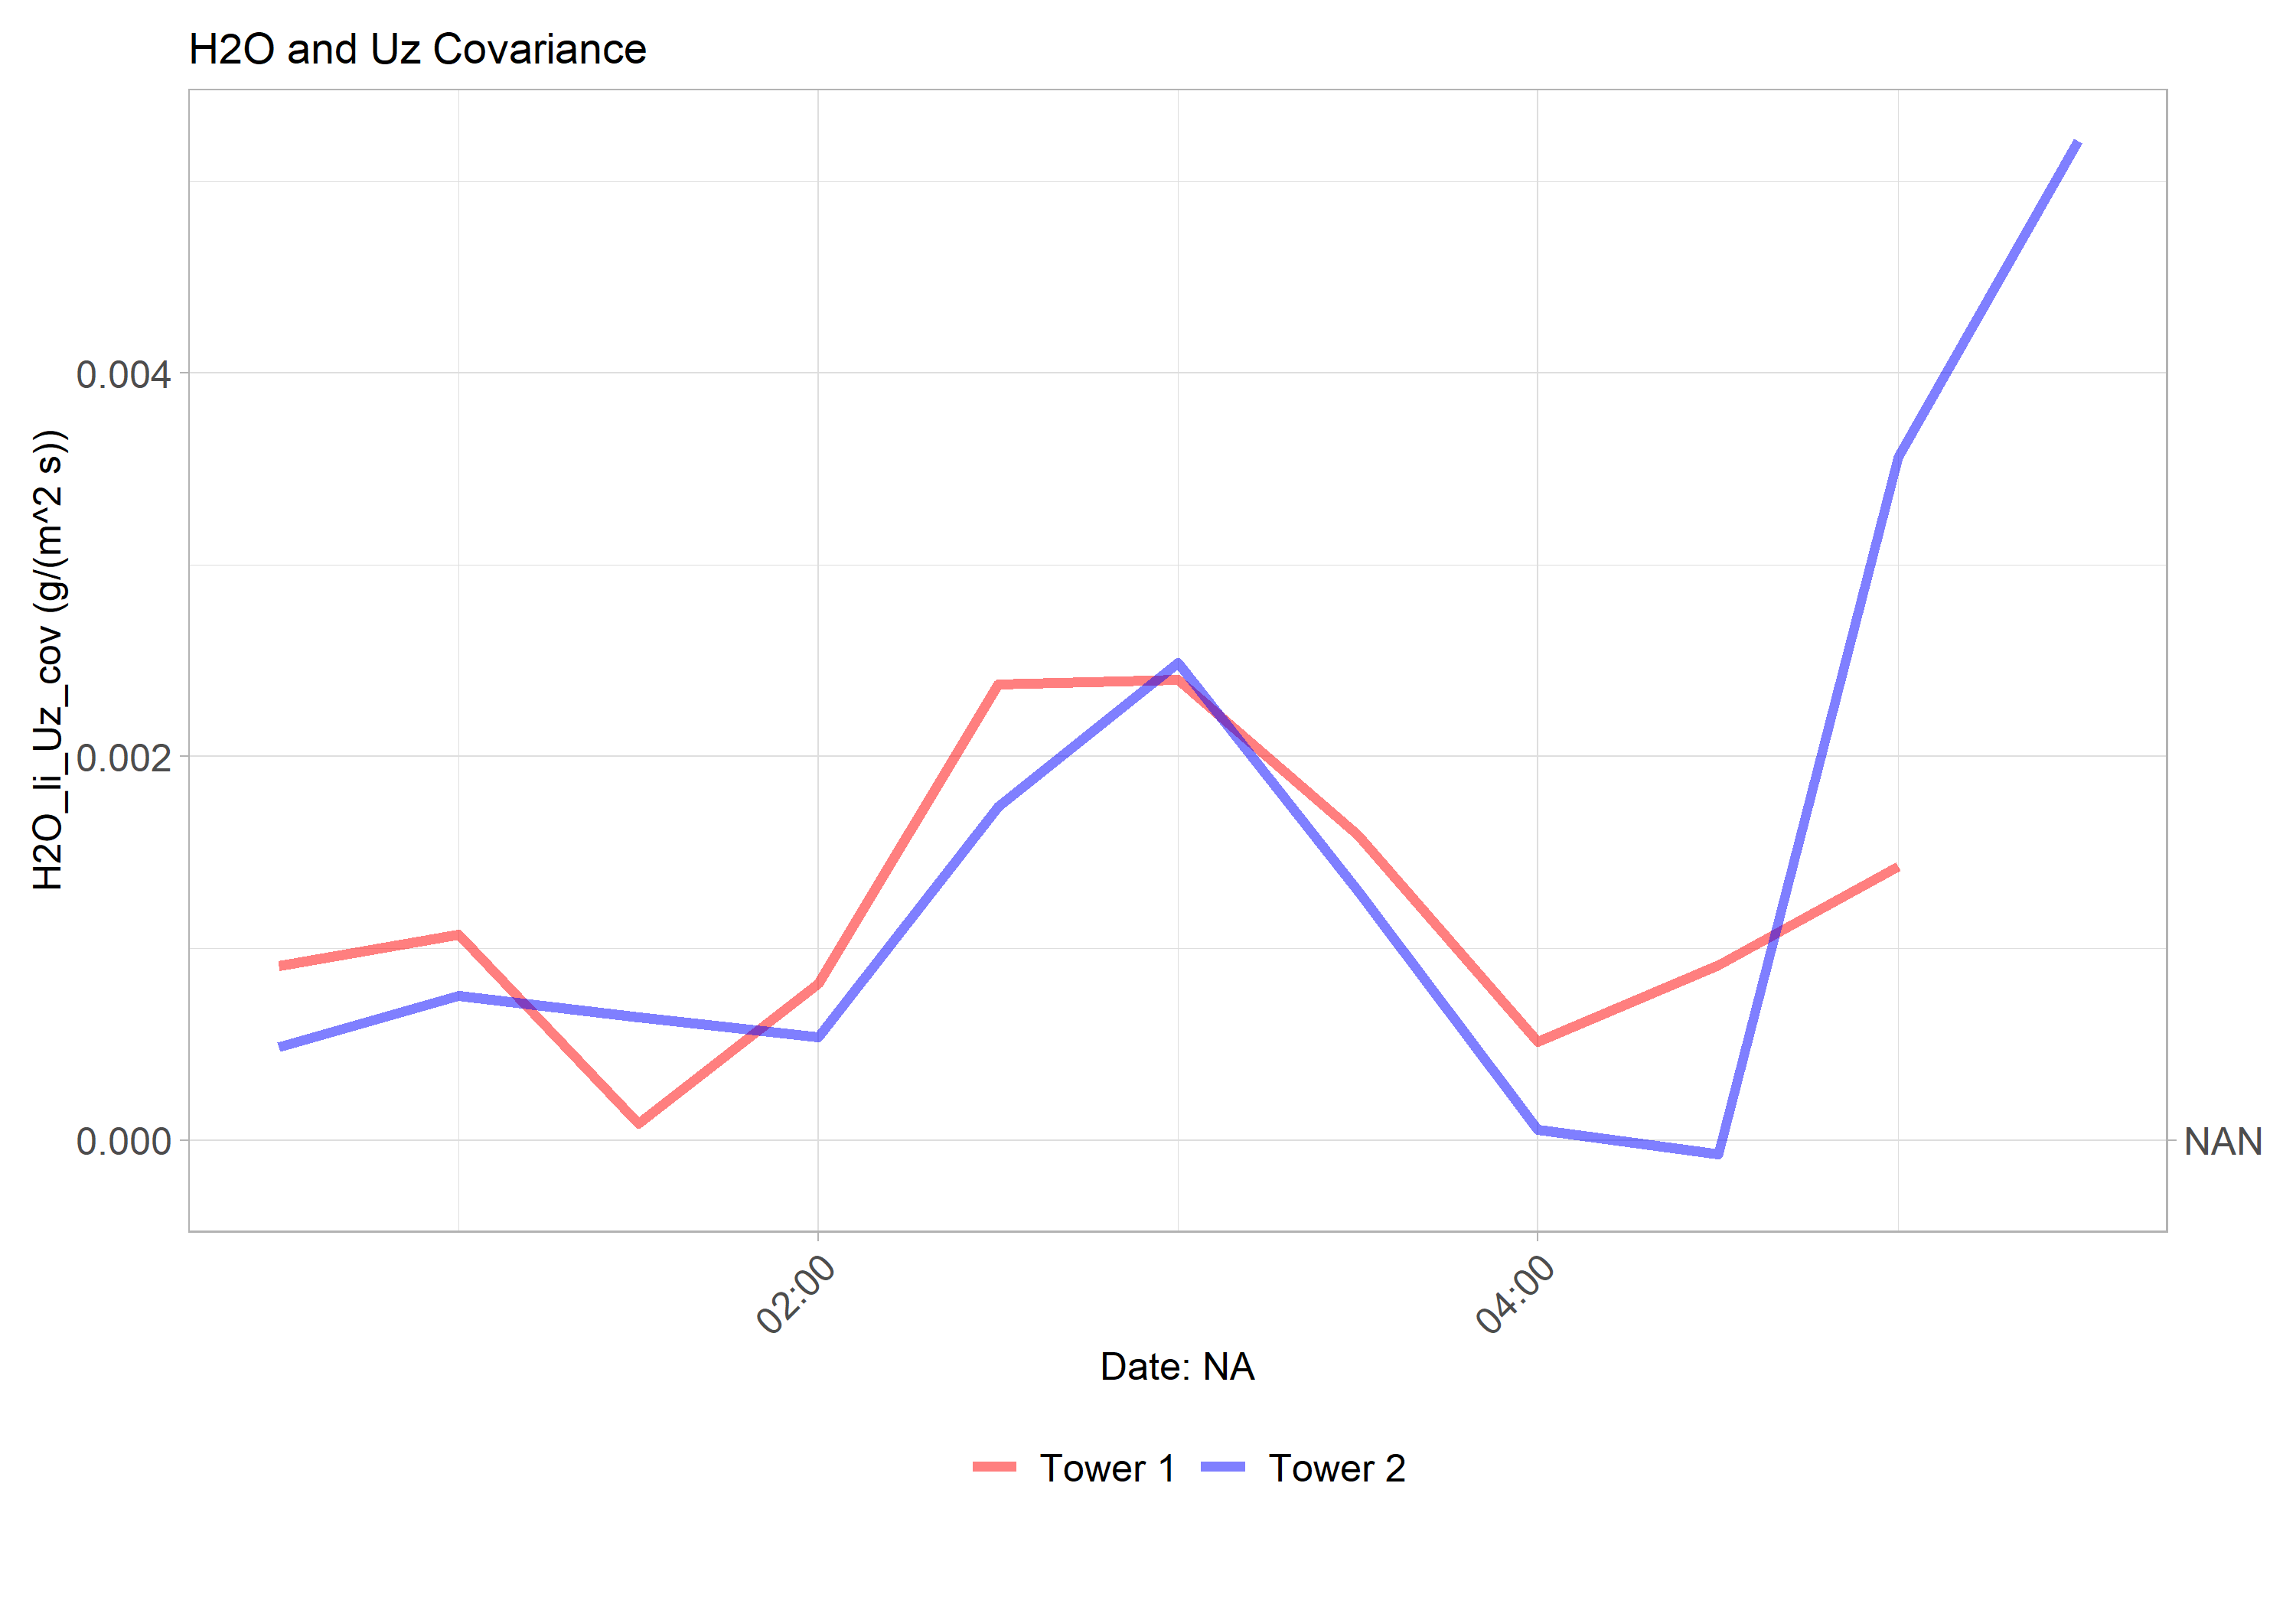 H2O and Uz Covariance
H2O_li_Uz_cov (g/(m^2 s))
0.004
0.002
0.000
NAN
02:00
04:00
Date: NA
Tower 1
Tower 2